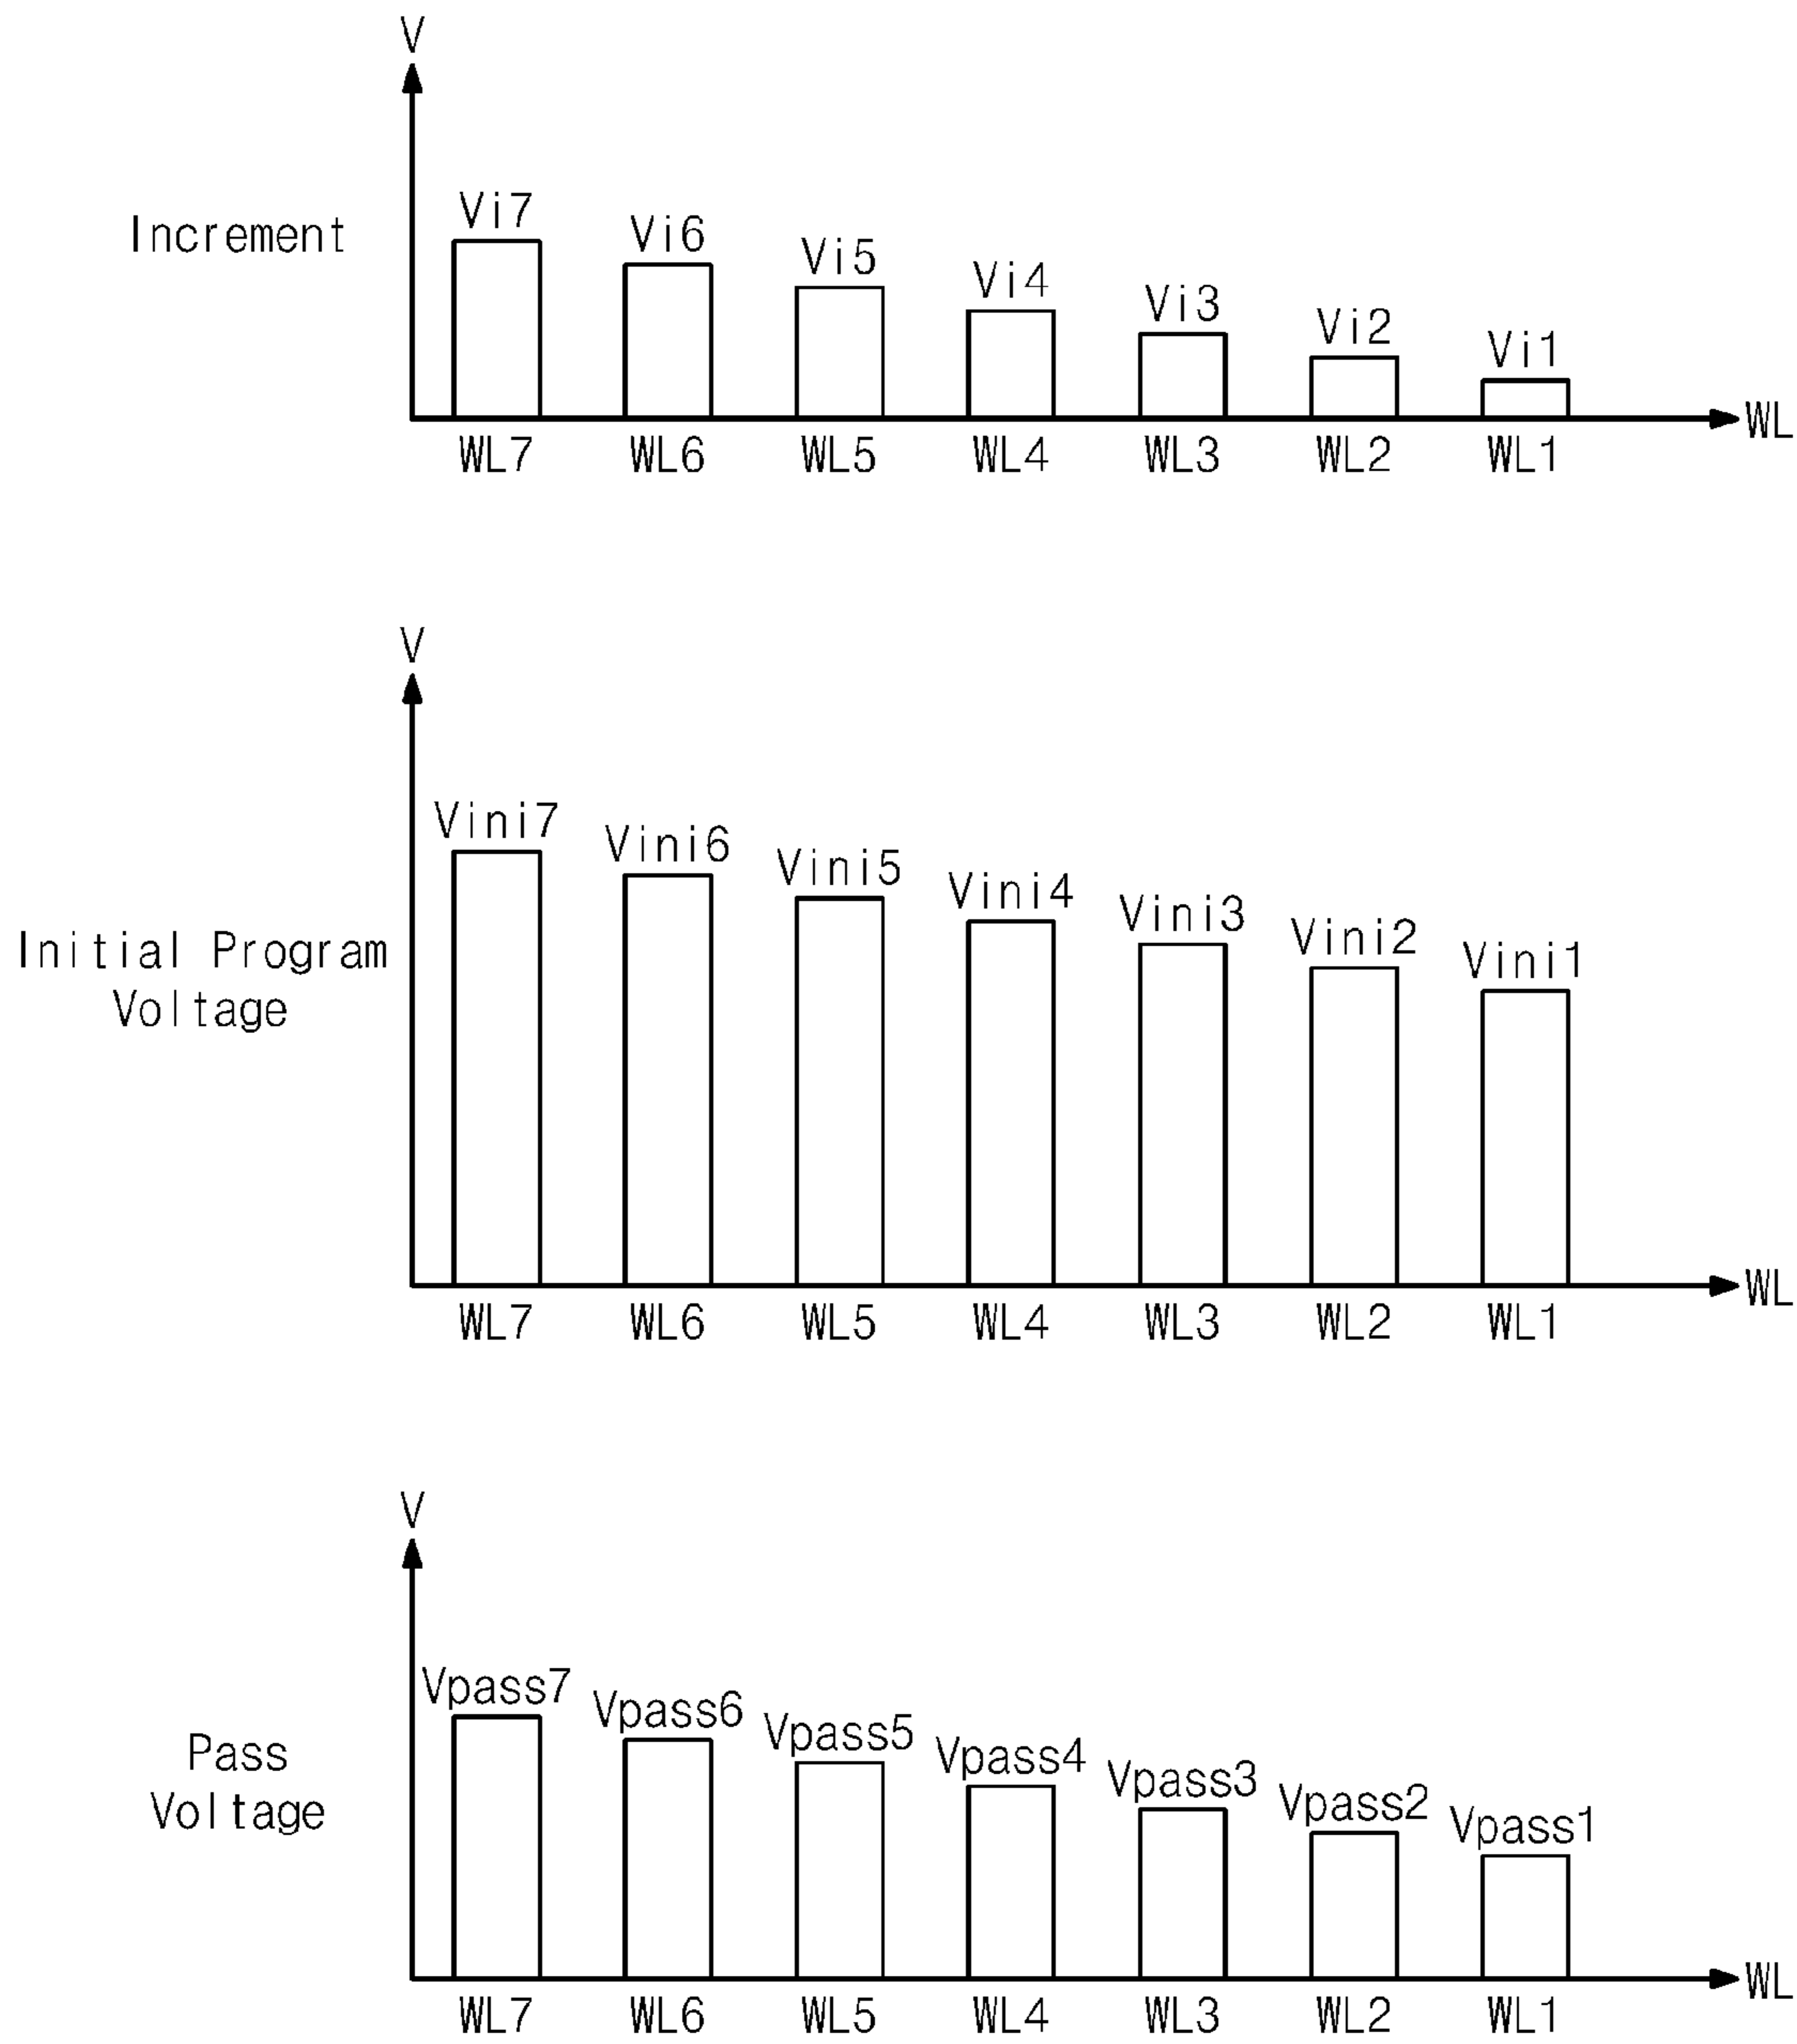 V
Increment
Vi7
Vi6
Vi5
Vi4
Vi3
Vi2
Vi1
WL
WL7 WL6 WL5 WL4 WL3 WL2 WL1
V
Initial Program
Voltage
Vini7
Vini6
Vini5
Vini4
Vini3
Vini2
Vini1
WL
WL7 WL6 WL5 WL4 WL3 WL2 WL1
V
Pass
Voltage
Vpass7
Vpass6
Vpass5
Vpass4
Vpass3
Vpass2
Vpass1
WL
WL7 WL6 WL5 WL4 WL3 WL2 WL1